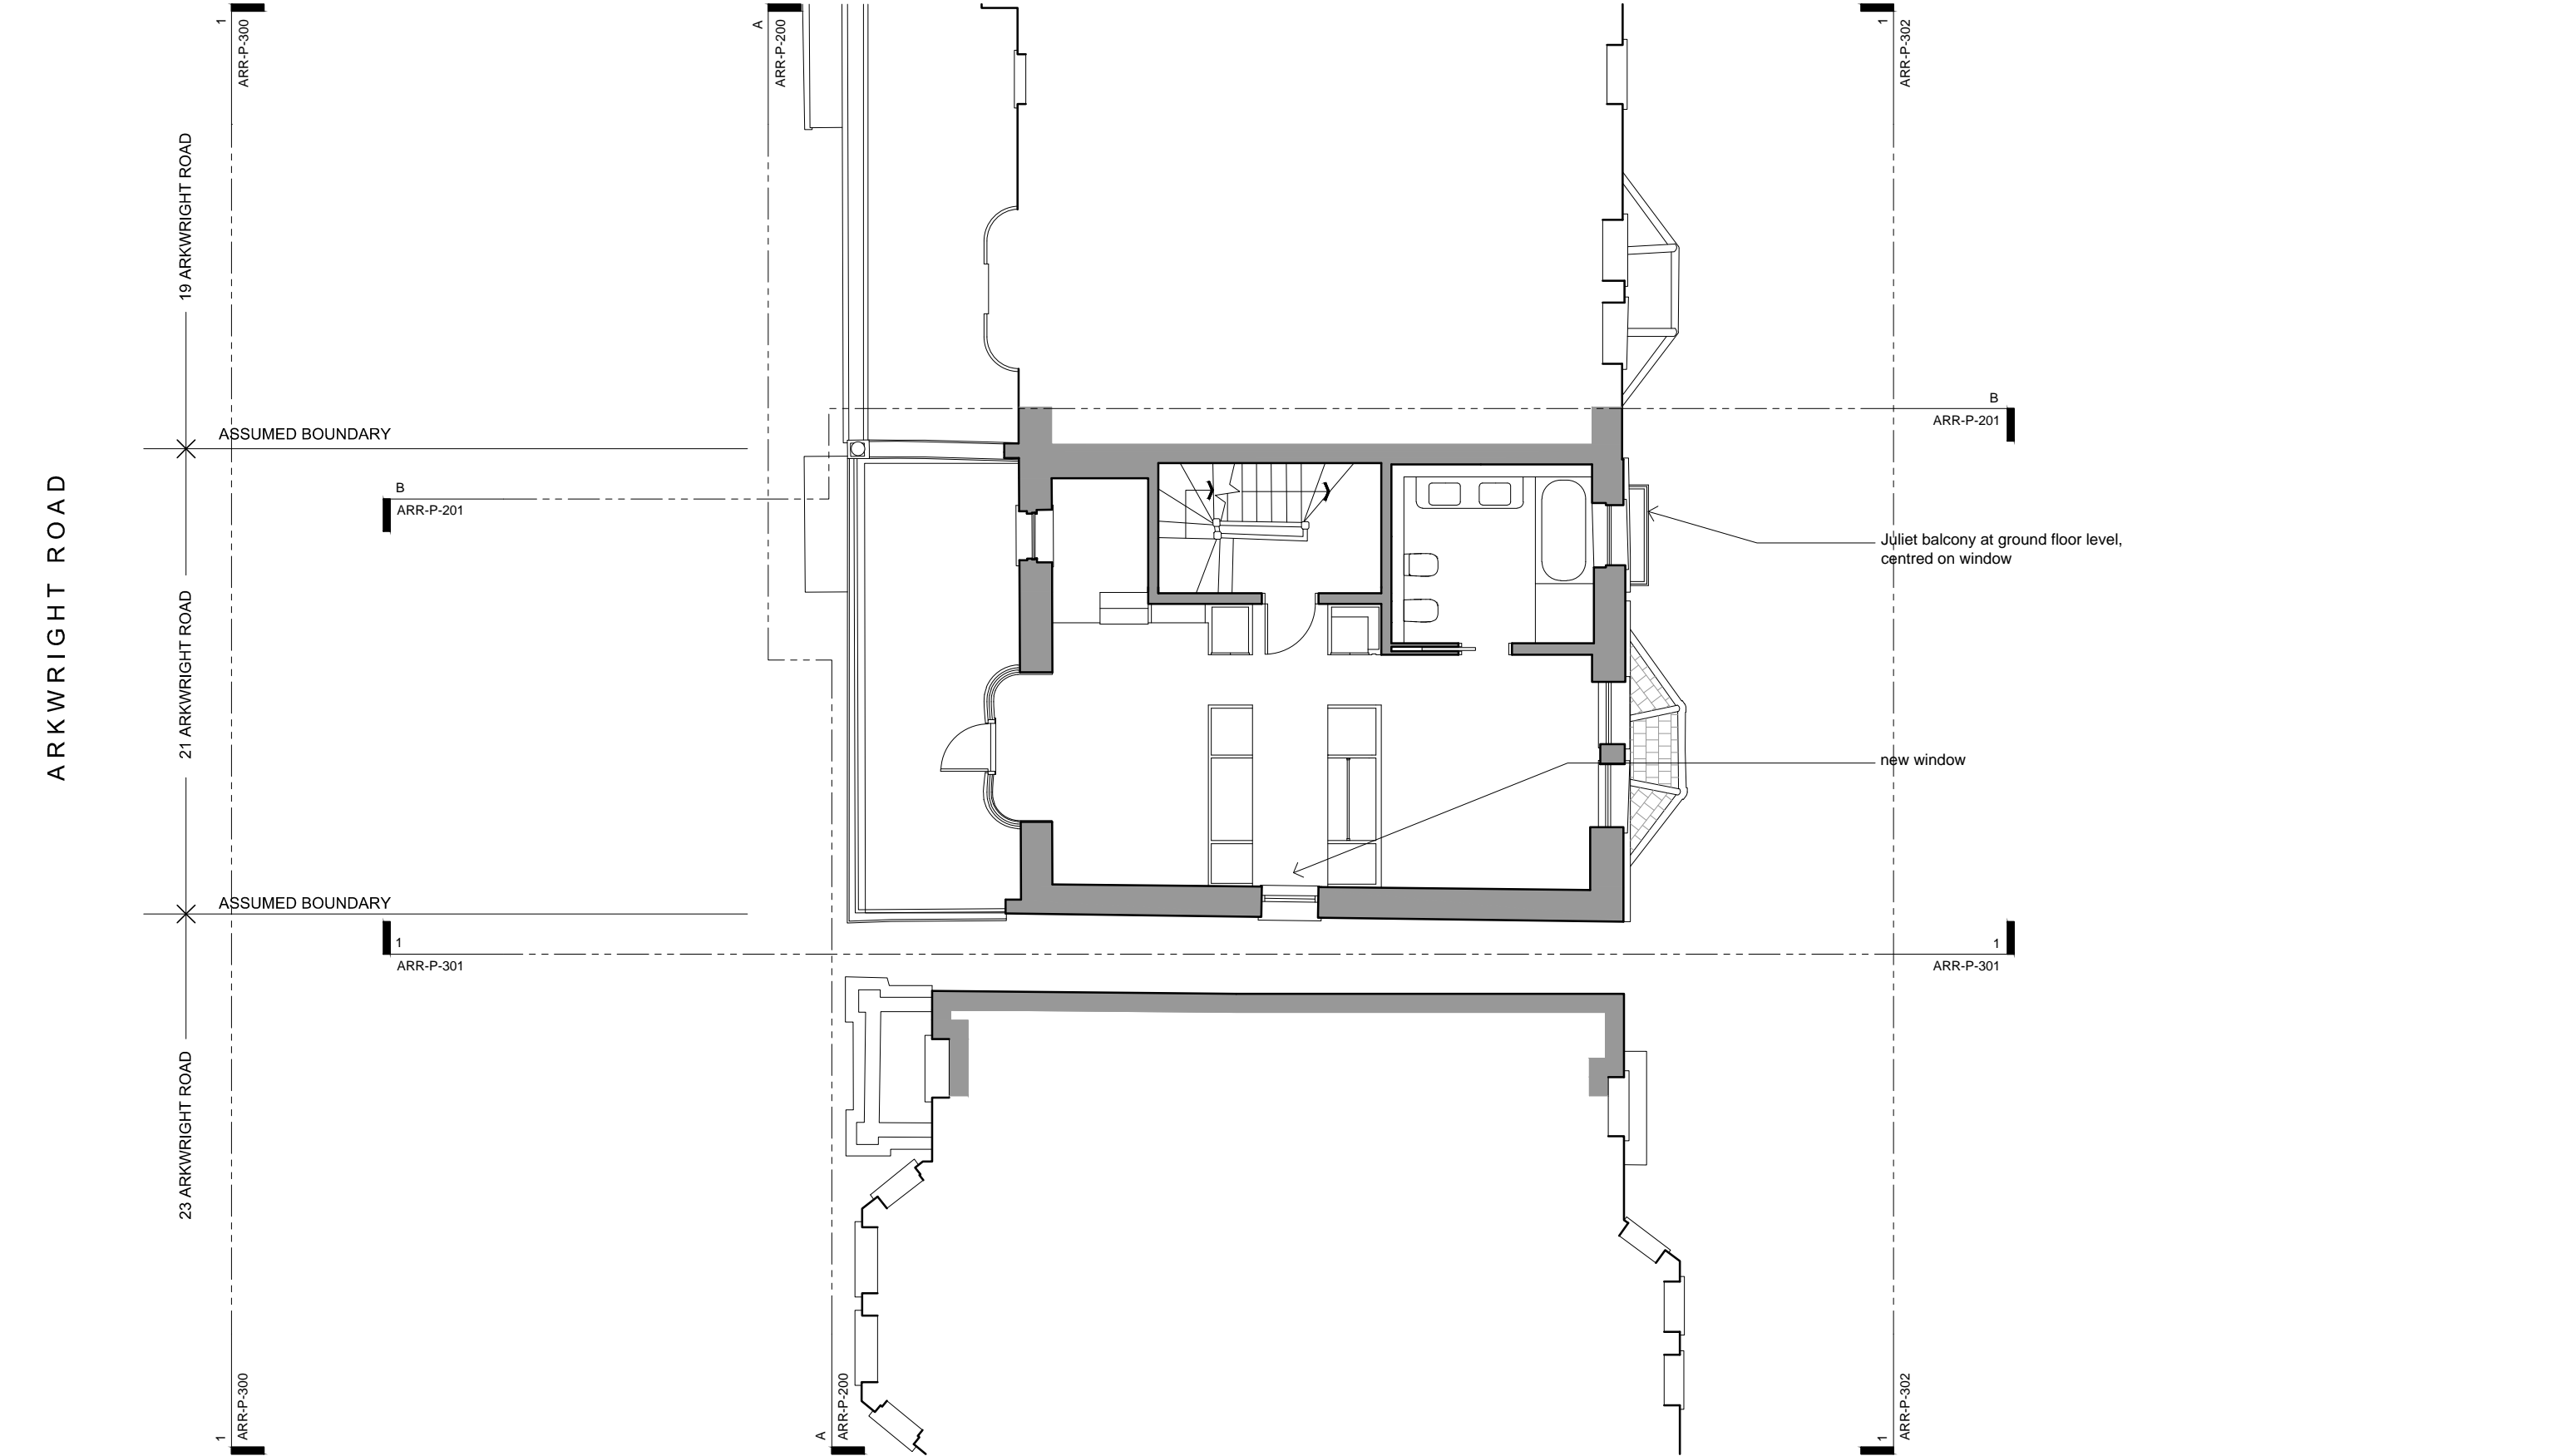 1
ARR-P-300
A
ARR-P-200
1
ARR-P-302
19 ARKWRIGHT ROAD
B
ARR-P-201
ASSUMED BOUNDARY
B
ARR-P-201
ARKWRIGHT ROAD
21 ARKWRIGHT ROAD
Juliet balcony at ground floor level,
centred on window
new window
ASSUMED BOUNDARY
1
ARR-P-301
1
ARR-P-301
23 ARKWRIGHT ROAD
1
ARR-P-300
A
ARR-P-200
1
ARR-P-302